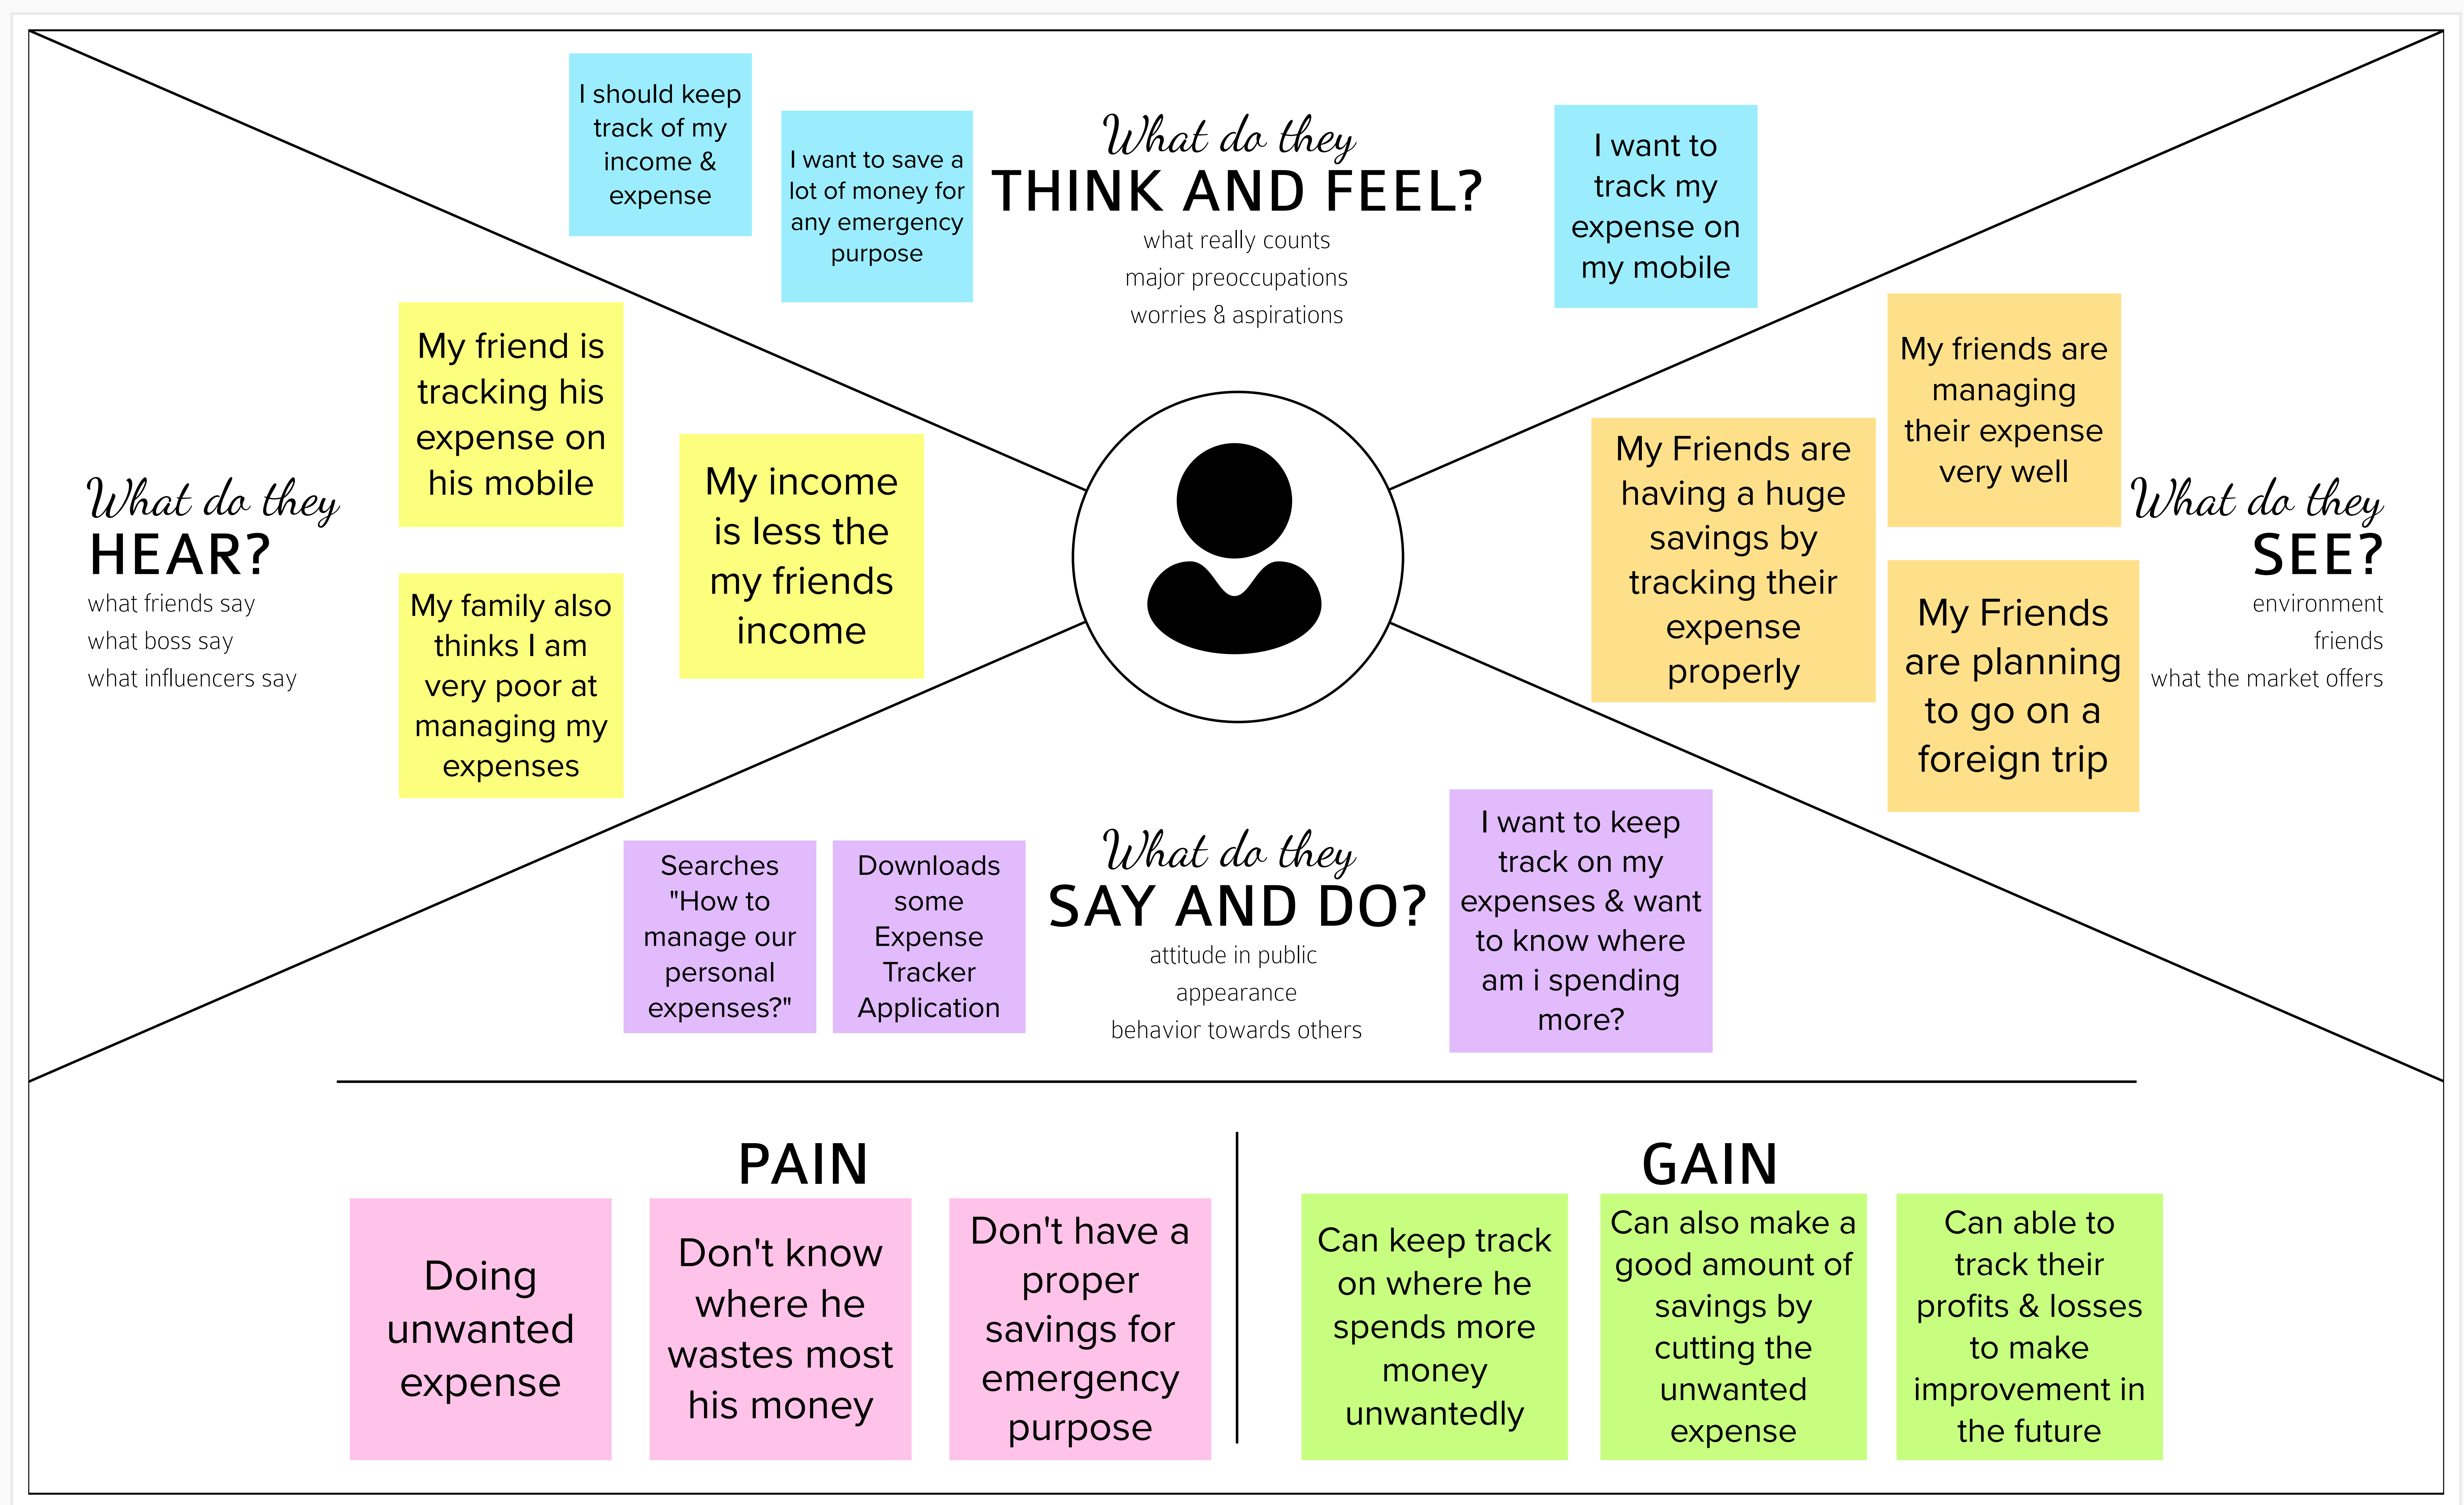 I should keep
track of my
income &
expense
I want to save a
lot of money for
any emergency
purpose
What do they
THINK AND FEEL?
what really counts
major preoccupations
worries & aspirations
I want to
track my
expense on
my mobile
What do they
HEAR?
what friends say
what boss say
what influencers say
My friend is
tracking his
expense on
his mobile
My family also
thinks I am
very poor at
managing my
expenses
My income
is less the
my friends
income
My Friends are
having a huge
savings by
tracking their
expense
properly
My friends are
managing
their expense
very well
My Friends
are planning
to go on a
foreign trip
What do they
SEE?
environment
friends
what the market offers
Searches
"How to
manage our
personal
expenses?"
Downloads
some
Expense
Tracker
Application
What do they
SAY AND DO?
attitude in public
appearance
behavior towards others
I want to keep
track on my
expenses & want
to know where
am i spending
more?
PAIN
Doing
unwanted
expense
Don't know
where he
wastes most
his money
Don't have a
proper
savings for
emergency
purpose
GAIN
Can keep track
on where he
spends more
money
unwantedly
Can also make a
good amount of
savings by
cutting the
unwanted
expense
Can able to
track their
profits & losses
to make
improvement in
the future